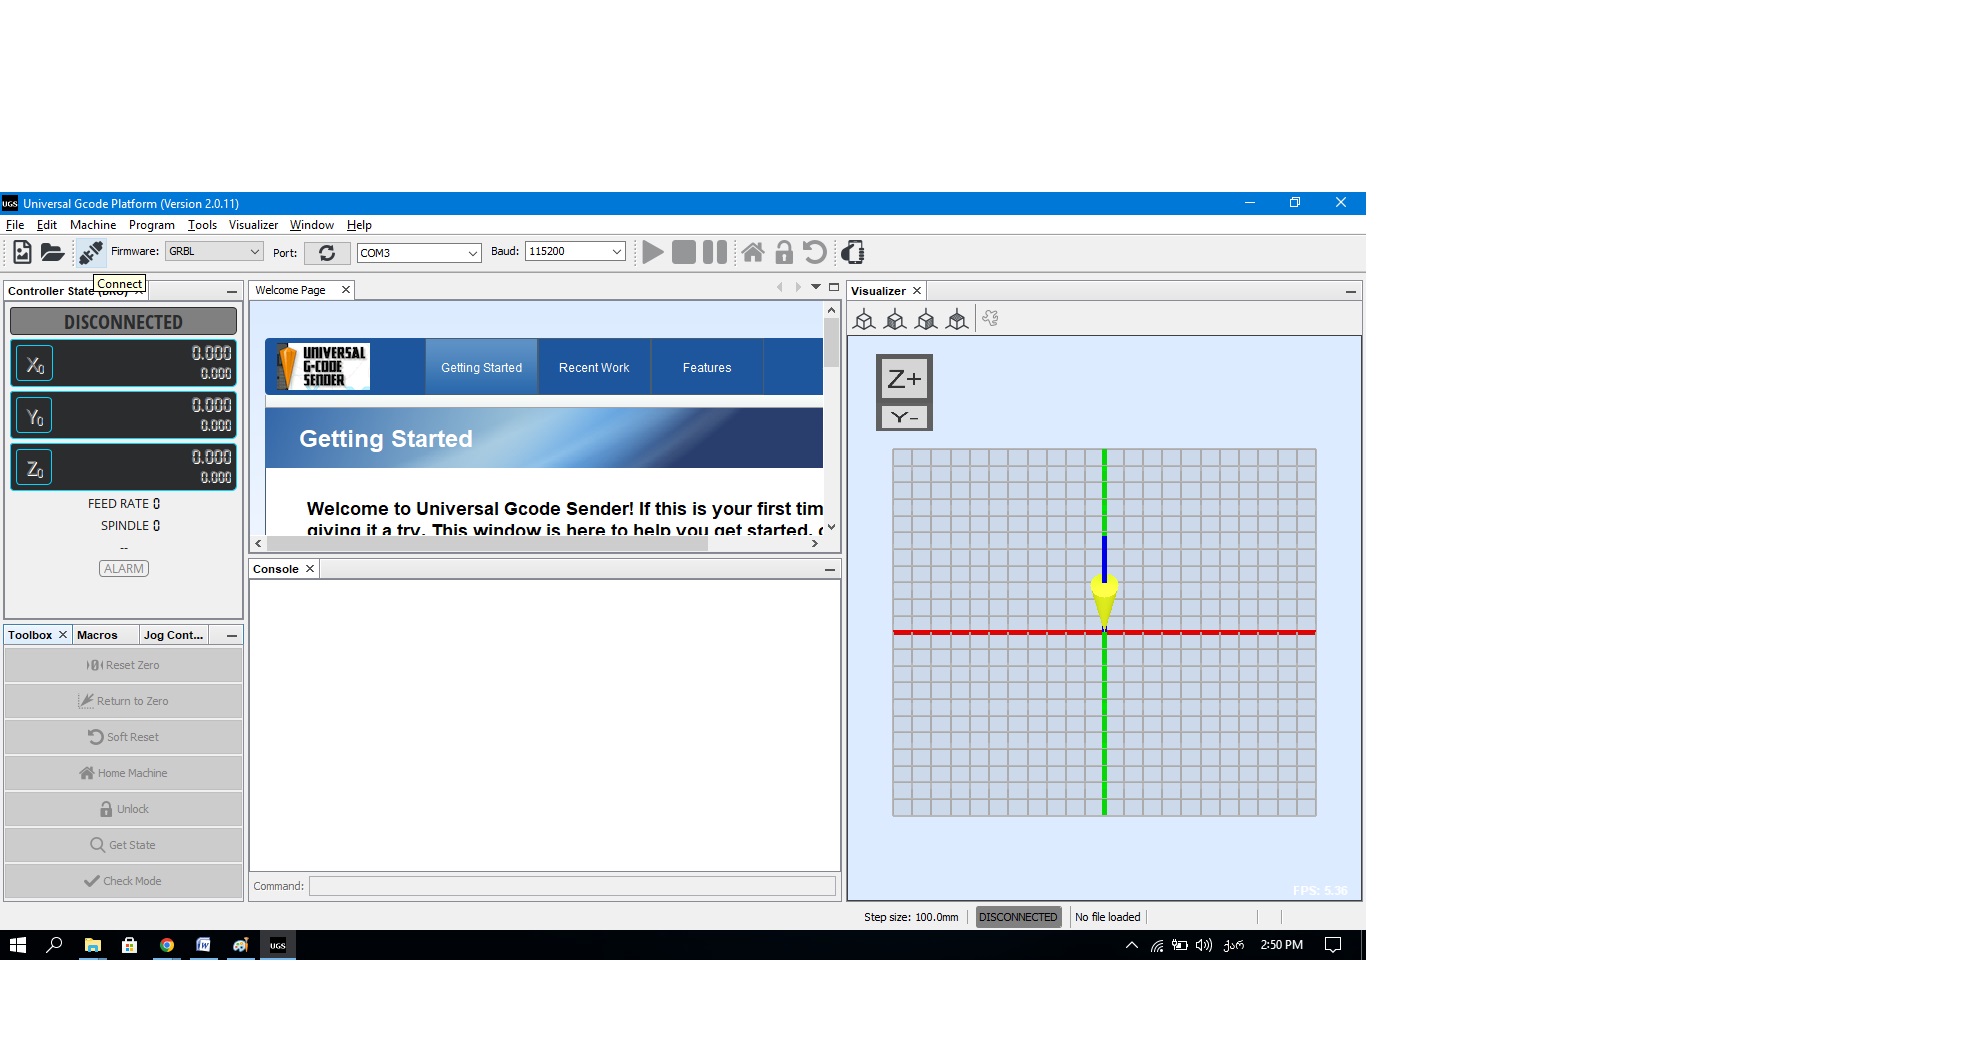 UGS Universal Gcode Platform (Version 2.0.11)
File Edit Machine Program Tools Visualizer Window Help
Firmware: GRBL Port: COM3 Baud: 115200
Connect
Controller State
DISCONNECTED
X0 0.000
0.000
Y0 0.000
0.000
Z0 0.000
0.000
FEED RATE 0
SPINDLE 0
--
ALARM
Toolbox Macros Jog Cont...
Reset Zero
Return to Zero
Soft Reset
Home Machine
Unlock
Get State
Check Mode
Welcome Page
UNIVERSAL
G-CODE
SENDER
Getting Started Recent Work Features
Getting Started
Welcome to Universal Gcode Sender! If this is your first tim
giving it a try. This window is here to help you get started,
Console
Command:
Visualizer
Z+
Y-
FPS: 5.36
Step size: 100.0mm DISCONNECTED No file loaded
UGS ქარ 2:50 PM